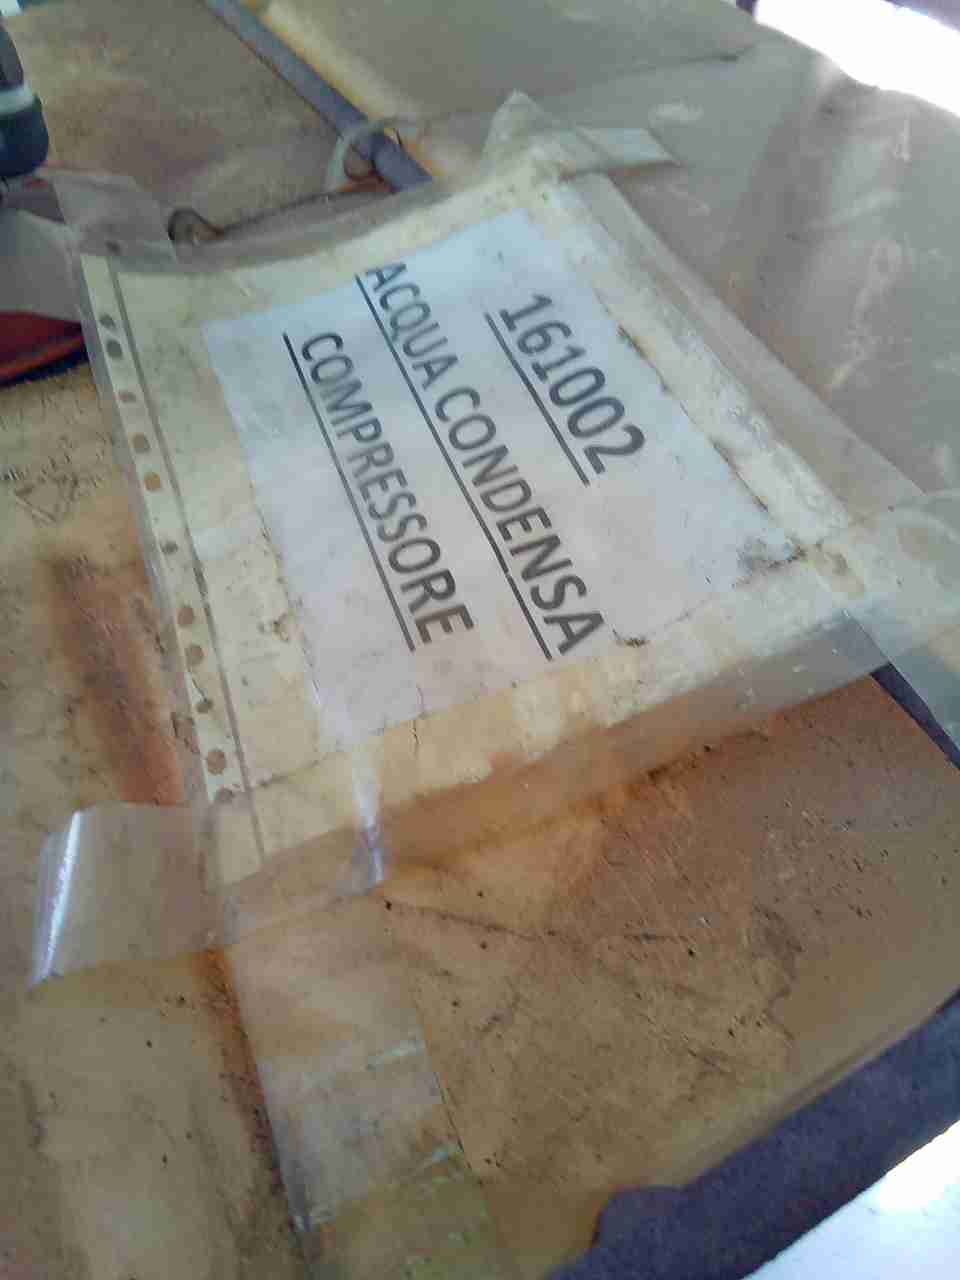 161002
ACQUA CONDENSA
COMPRESSORE